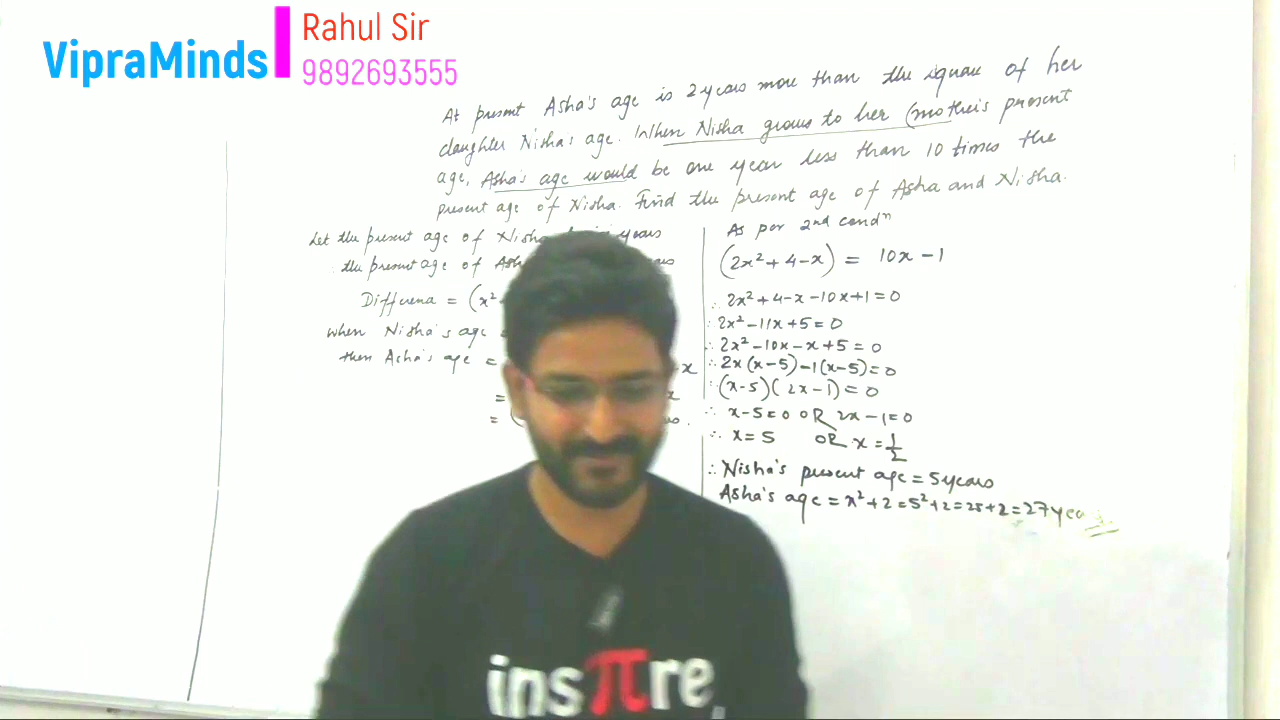 VipraMinds
Rahul Sir
9892693555
At present Asha's age is 2 years more than the square of her
daughter Nisha's age. When Nisha grows to her (mother's present
age, Asha's age would be one year less than 10 times the
present age of Nisha. Find the present age of Asha and Nisha.
Let the present age of Nisha years
∴ the present age of
Difference = (x²
when Nisha's age =
then Asha's age = x
=
= (
As per 2nd condⁿ
(2x² + 4 - x) = 10x - 1
∴ 2x² + 4 - x - 10x + 1 = 0
∴ 2x² - 11x + 5 = 0
∴ 2x² - 10x - x + 5 = 0
∴ 2x (x - 5) - 1 (x - 5) = 0
∴ (x - 5) ( 2x - 1) = 0
∴ x - 5 = 0 OR 2x - 1 = 0
∴ x = 5 OR x = 1/2
∴ Nisha's present age = 5 years
Asha's age = x² + 2 = 5² + 2 = 25 + 2 = 27 years
insπre